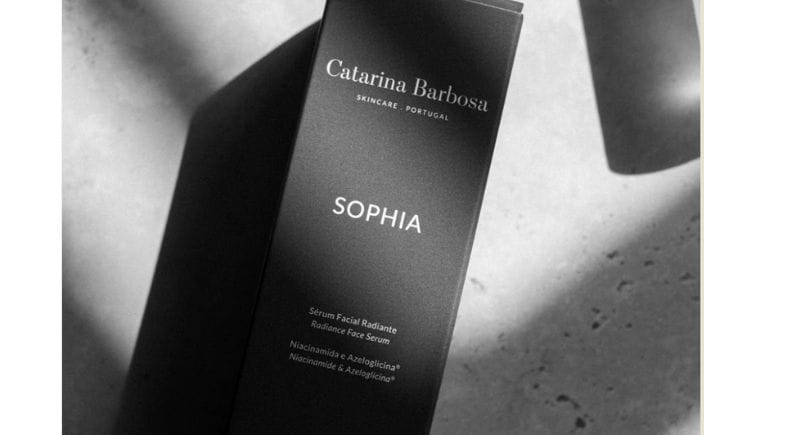 Catarina Barbosa
SKINCARE . PORTUGAL
SOPHIA
Sérum Facial Radiante
Radiance Face Serum
Niacinamida e Azeloglicina®
Niacinamide & Azeloglicina®